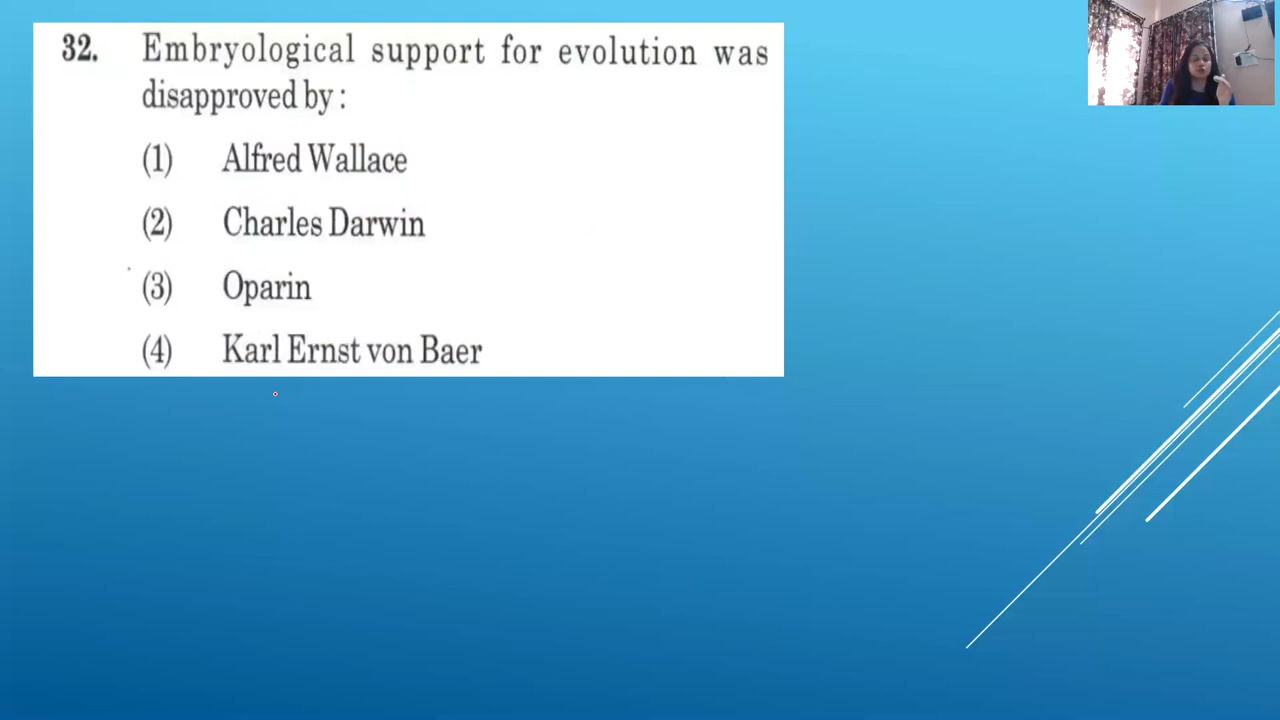 32. Embryological support for evolution was
disapproved by :
(1) Alfred Wallace
(2) Charles Darwin
(3) Oparin
(4) Karl Ernst von Baer